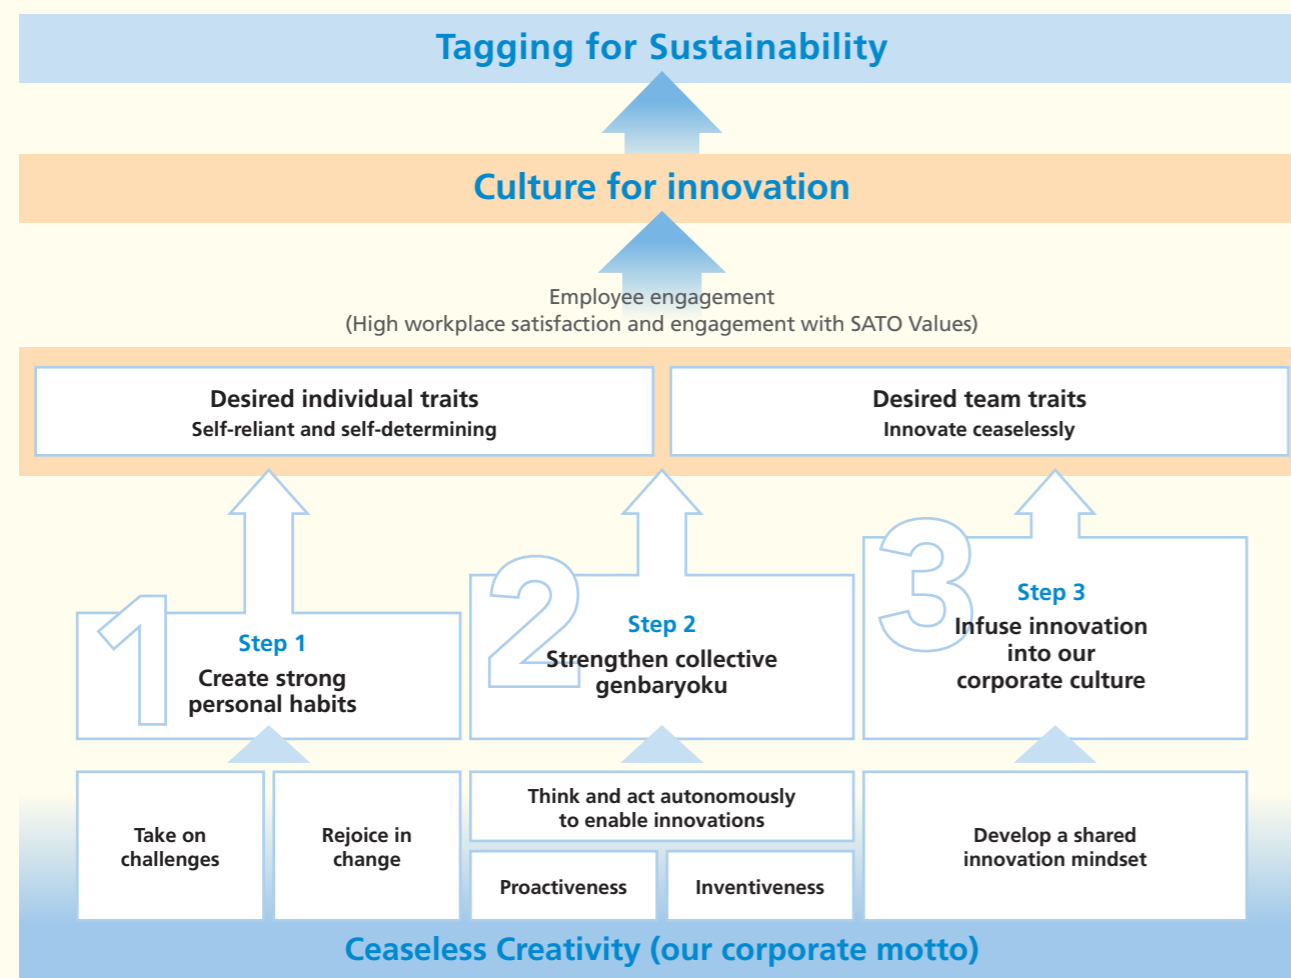 Tagging for Sustainability
Culture for innovation
Employee engagement
(High workplace satisfaction and engagement with SATO Values)
Desired individual traits
Self-reliant and self-determining
Desired team traits
Innovate ceaselessly
1
Step 1
Create strong
personal habits
2
Step 2
Strengthen collective
genbaryoku
3
Step 3
Infuse innovation
into our
corporate culture
Take on
challenges
Rejoice in
change
Think and act autonomously
to enable innovations
Proactiveness
Inventiveness
Develop a shared
innovation mindset
Ceaseless Creativity (our corporate motto)